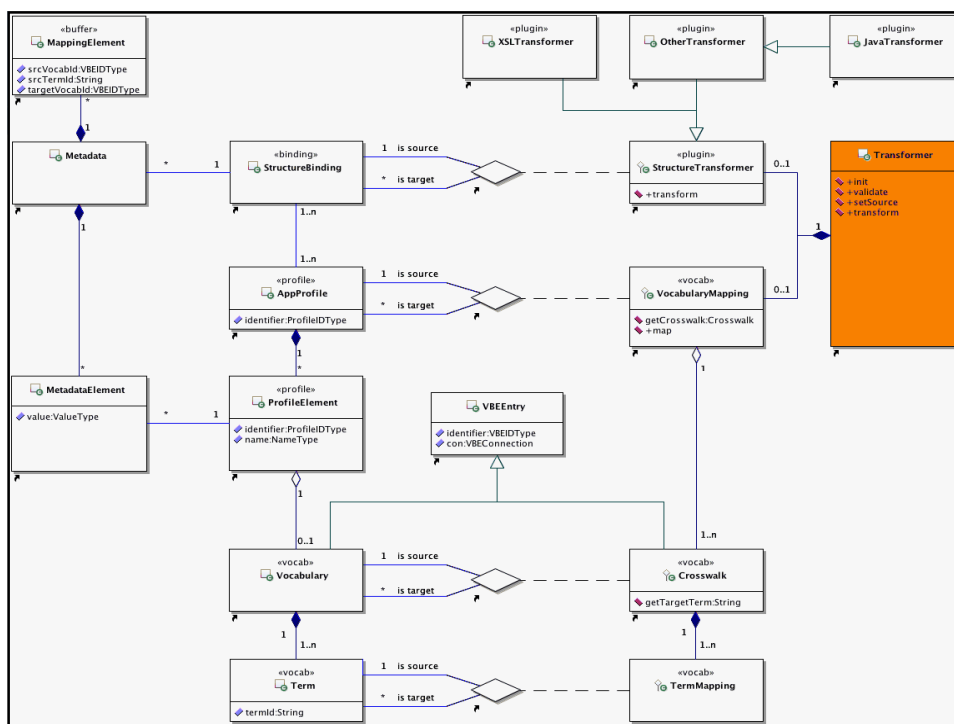 «buffer»
MappingElement
srcVocabId:VBEIDType
srcTermId:String
targetVocabId:VBEIDType
*
1
«plugin»
XSLTransformer
«plugin»
OtherTransformer
«plugin»
JavaTransformer
Metadata
*
1
1
«binding»
StructureBinding
1 is source
* is target
1..n
1..n
«plugin»
StructureTransformer
+transform
0..1
Transformer
+init
+validate
+setSource
+transform
1
«profile»
AppProfile
identifier:ProfileIDType
1 is source
* is target
1
*
«vocab»
VocabularyMapping
getCrosswalk:Crosswalk
+map
0..1
1
*
MetadataElement
value:ValueType
*
1
«profile»
ProfileElement
identifier:ProfileIDType
name:NameType
1
0..1
VBEEntry
identifier:VBEIDType
con:VBEConnection
1..n
«vocab»
Vocabulary
1 is source
* is target
1
1..n
«vocab»
Crosswalk
getTargetTerm:String
1
1..n
«vocab»
Term
termId:String
1 is source
* is target
«vocab»
TermMapping